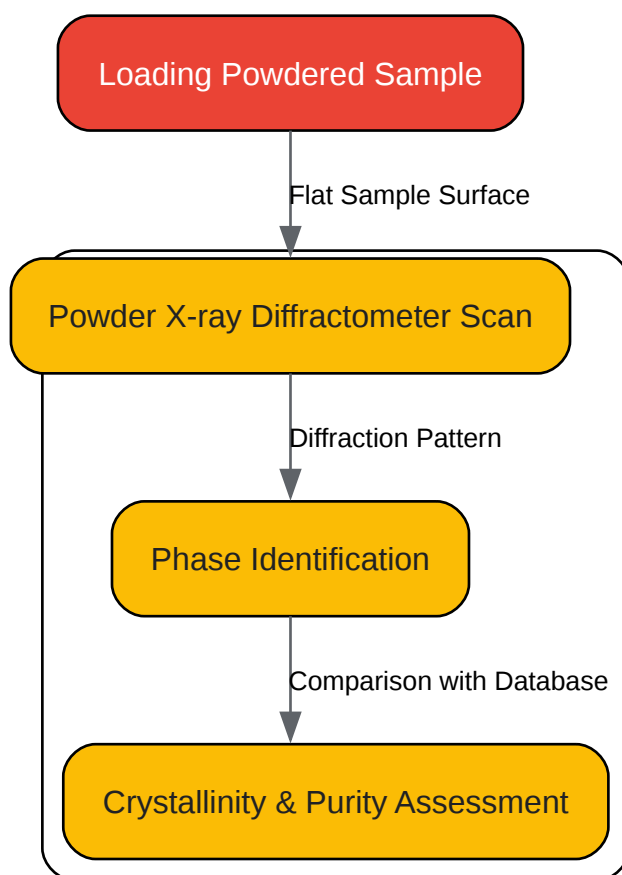 Loading Powdered Sample
Flat Sample Surface
Powder X-ray Diffractometer Scan
Diffraction Pattern
Phase Identification
Comparison with Database
Crystallinity & Purity Assessment